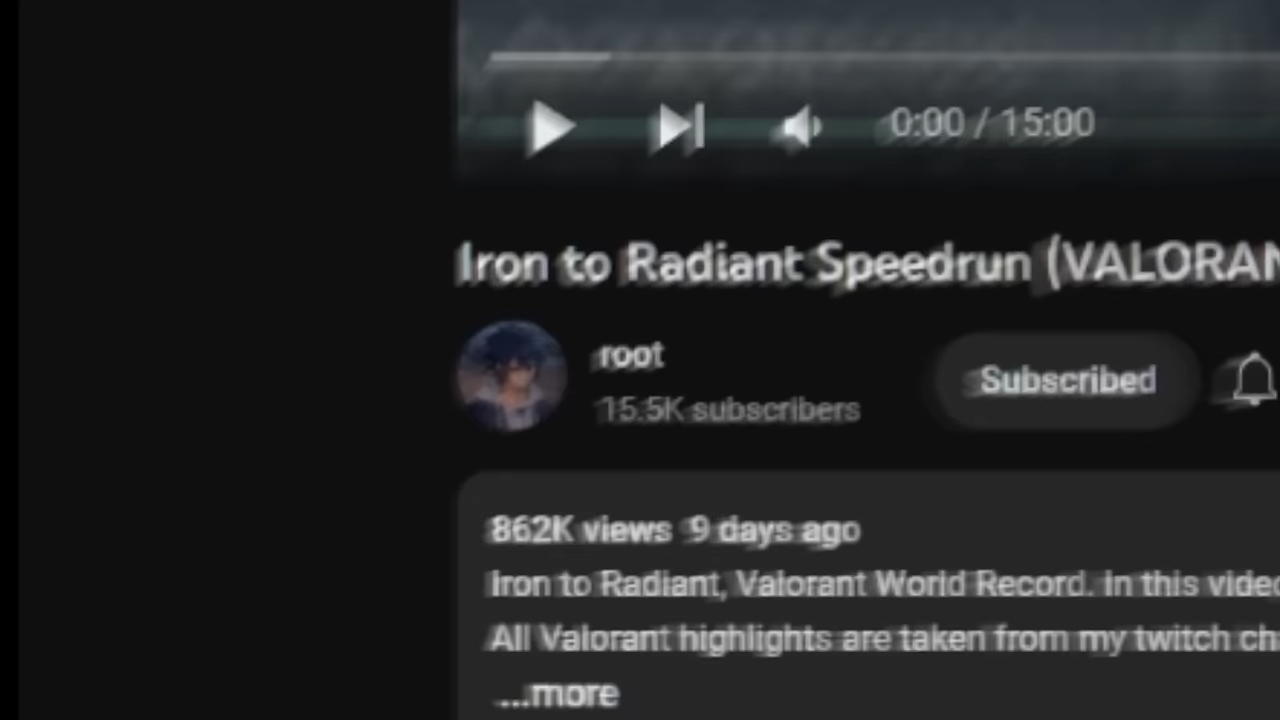 0:00 / 15:00
Iron to Radiant Speedrun (VALORAN
root
15.5K subscribers
Subscribed
862K views 9 days ago
Iron to Radiant, Valorant World Record. In this video
All Valorant highlights are taken from my twitch ch
...more